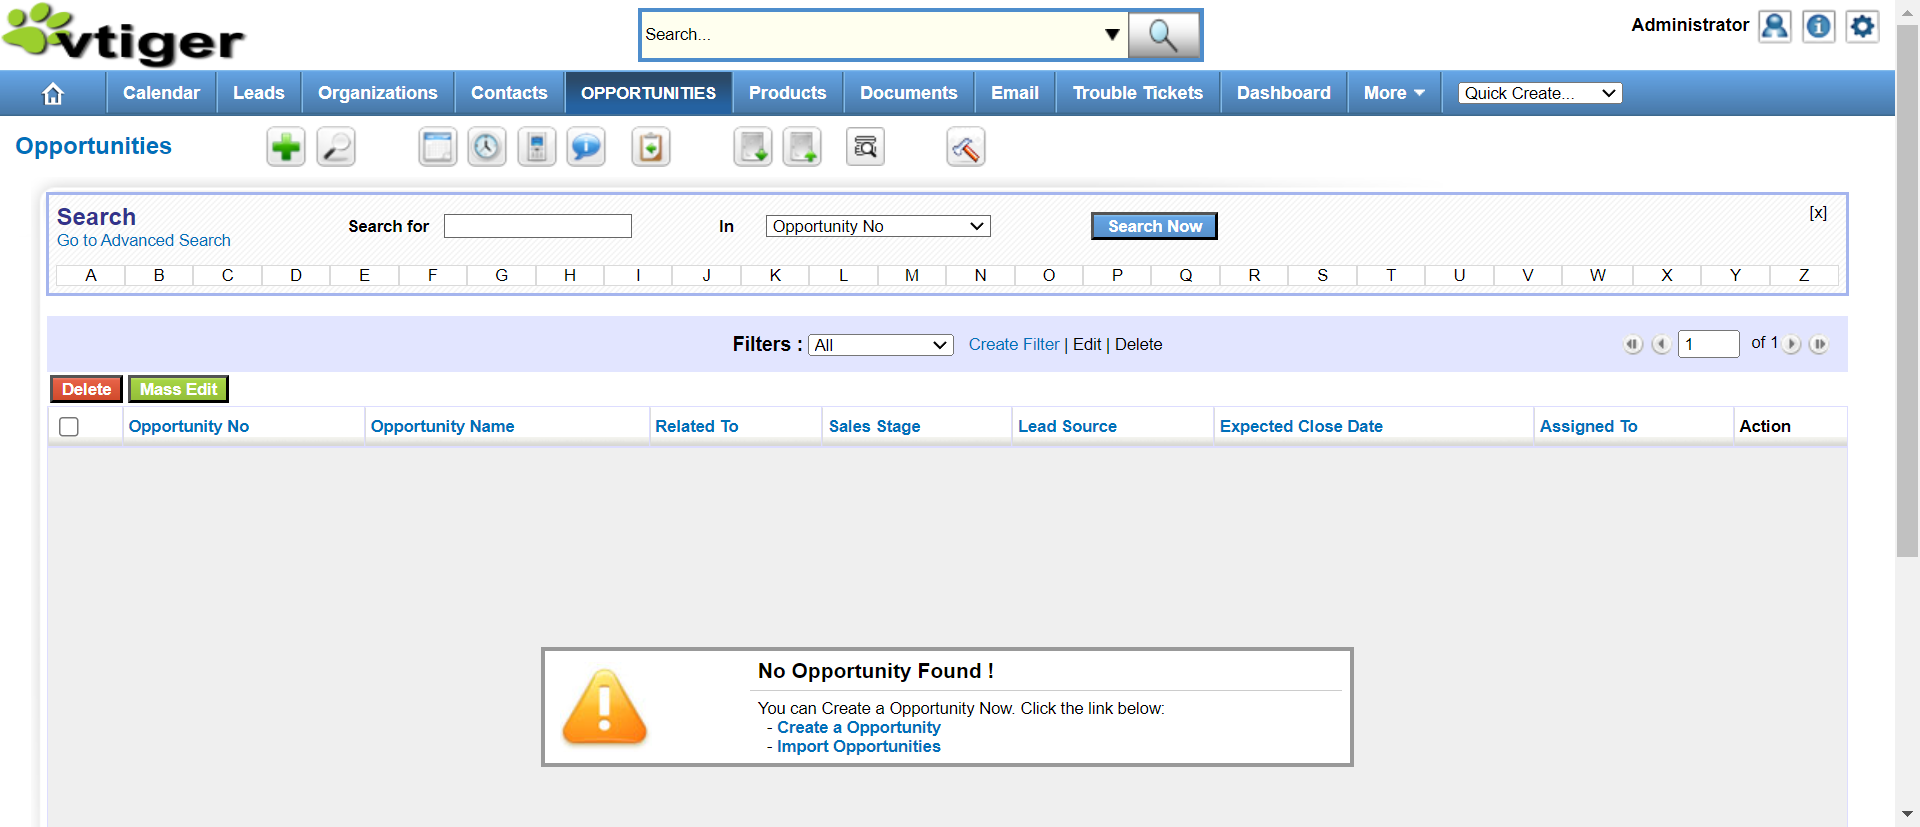 vtiger
Search...
Administrator
Calendar Leads Organizations Contacts OPPORTUNITIES Products Documents Email Trouble Tickets Dashboard More Quick Create...
Opportunities
Search
Go to Advanced Search
Search for In Opportunity No Search Now [x]
A B C D E F G H I J K L M N O P Q R S T U V W X Y Z
Filters : All Create Filter | Edit | Delete 1 of 1
Delete Mass Edit
Opportunity No Opportunity Name Related To Sales Stage Lead Source Expected Close Date Assigned To Action
No Opportunity Found !
You can Create a Opportunity Now. Click the link below:
- Create a Opportunity
- Import Opportunities